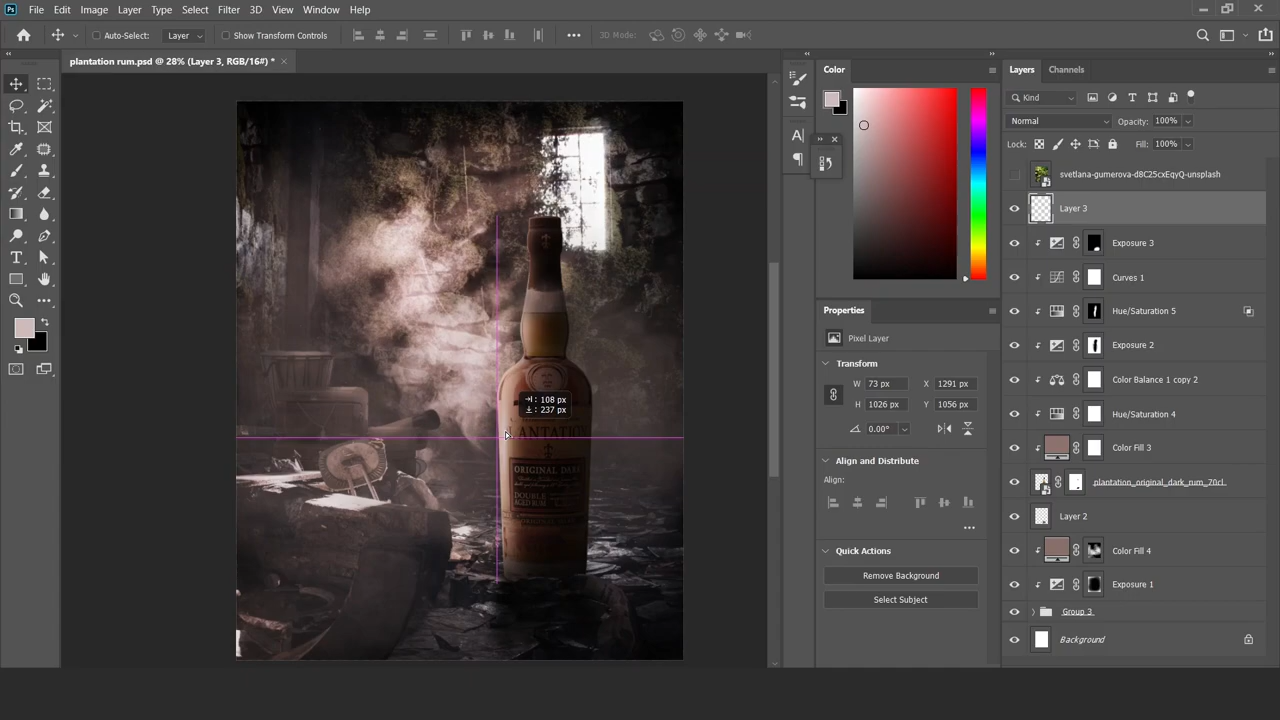 Ps File Edit Image Layer Type Select Filter 3D View Window Help
Auto-Select: Layer Show Transform Controls 3D Mode:
plantation rum.psd @ 28% (Layer 3, RGB/16#) *
Color
Layers Channels
Kind
Normal Opacity: 100%
Lock: Fill: 100%
svetlana-gumerova-d8C25cxEqyQ-unsplash
Layer 3
Exposure 3
Curves 1
Hue/Saturation 5
Exposure 2
Color Balance 1 copy 2
Hue/Saturation 4
Color Fill 3
plantation_original_dark_rum_70cl.
Layer 2
Color Fill 4
Exposure 1
Group 3
Background
Properties
Pixel Layer
Transform
W 73 px X 1291 px
H 1026 px Y 1056 px
0.00°
Align and Distribute
Align:
Quick Actions
Remove Background
Select Subject
: 108 px
: 237 px
LANTATION
ORIGINAL DARK
DOUBLE
AGED RUM